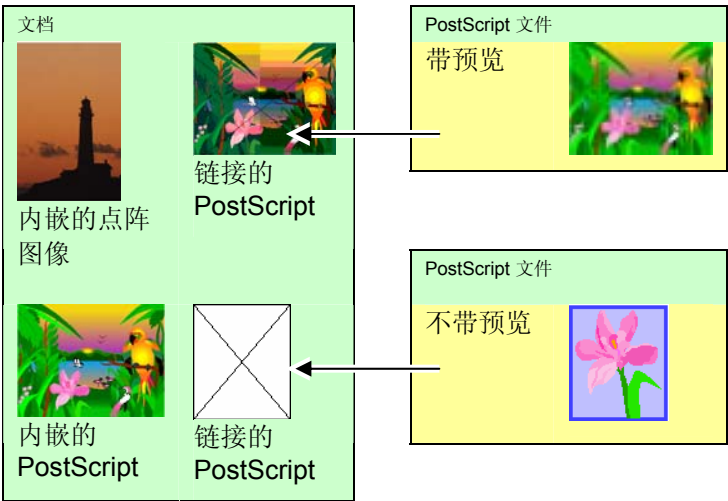 文档
内嵌的点阵
图像
链接的
PostScript
内嵌的
PostScript
链接的
PostScript
PostScript 文件
带预览
PostScript 文件
不带预览